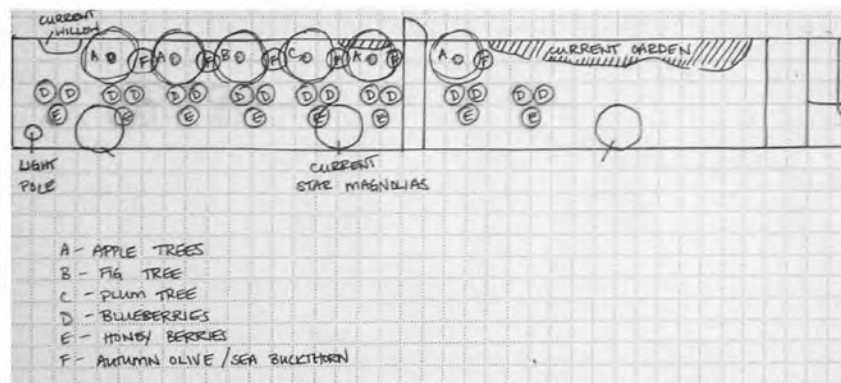 CURRENT
WILLOW
A F A F B F C F A F A F
CURRENT GARDEN
D D D D D D D D D D D D D D D D
E E E E E E E E
LIGHT
POLE
CURRENT
STAR MAGNOLIAS
A - APPLE TREES
B - FIG TREE
C - PLUM TREE
D - BLUEBERRIES
E - HONEY BERRIES
F - AUTUMN OLIVE / SEA BUCKTHORN